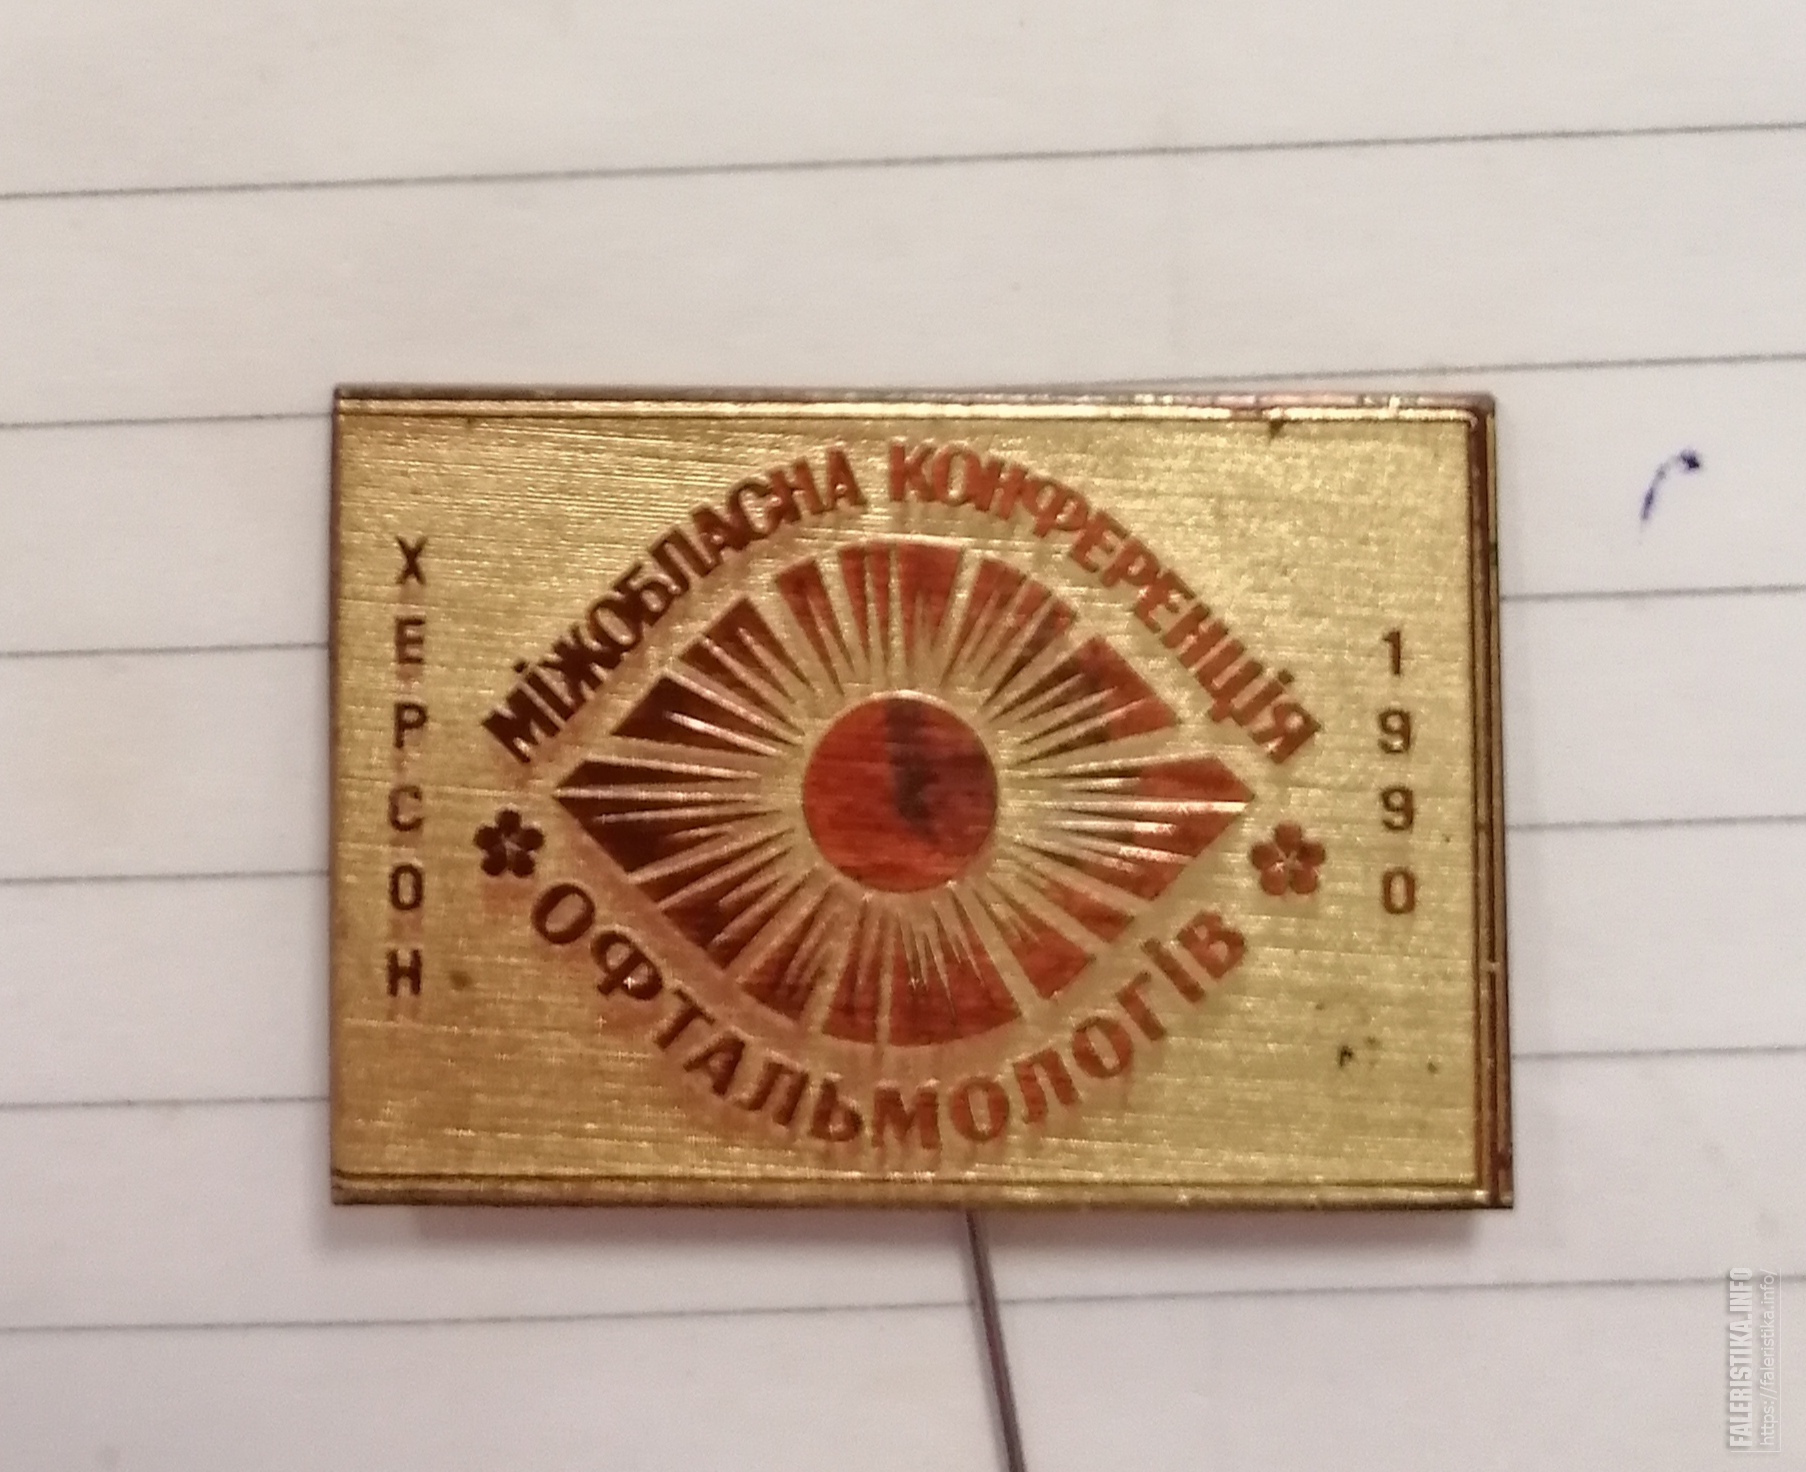 ХЕРСОН
МІЖОБЛАСНА КОНФЕРЕНЦІЯ
ОФТАЛЬМОЛОГІВ
1990
FALERISTIKA.INFO
https://faleristika.info/